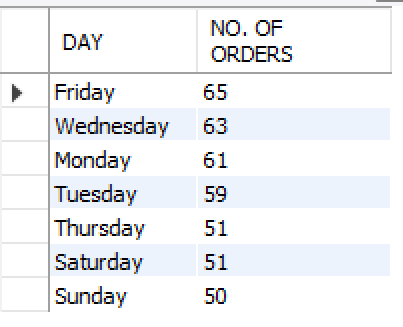 DAY NO. OF
ORDERS
Friday 65
Wednesday 63
Monday 61
Tuesday 59
Thursday 51
Saturday 51
Sunday 50